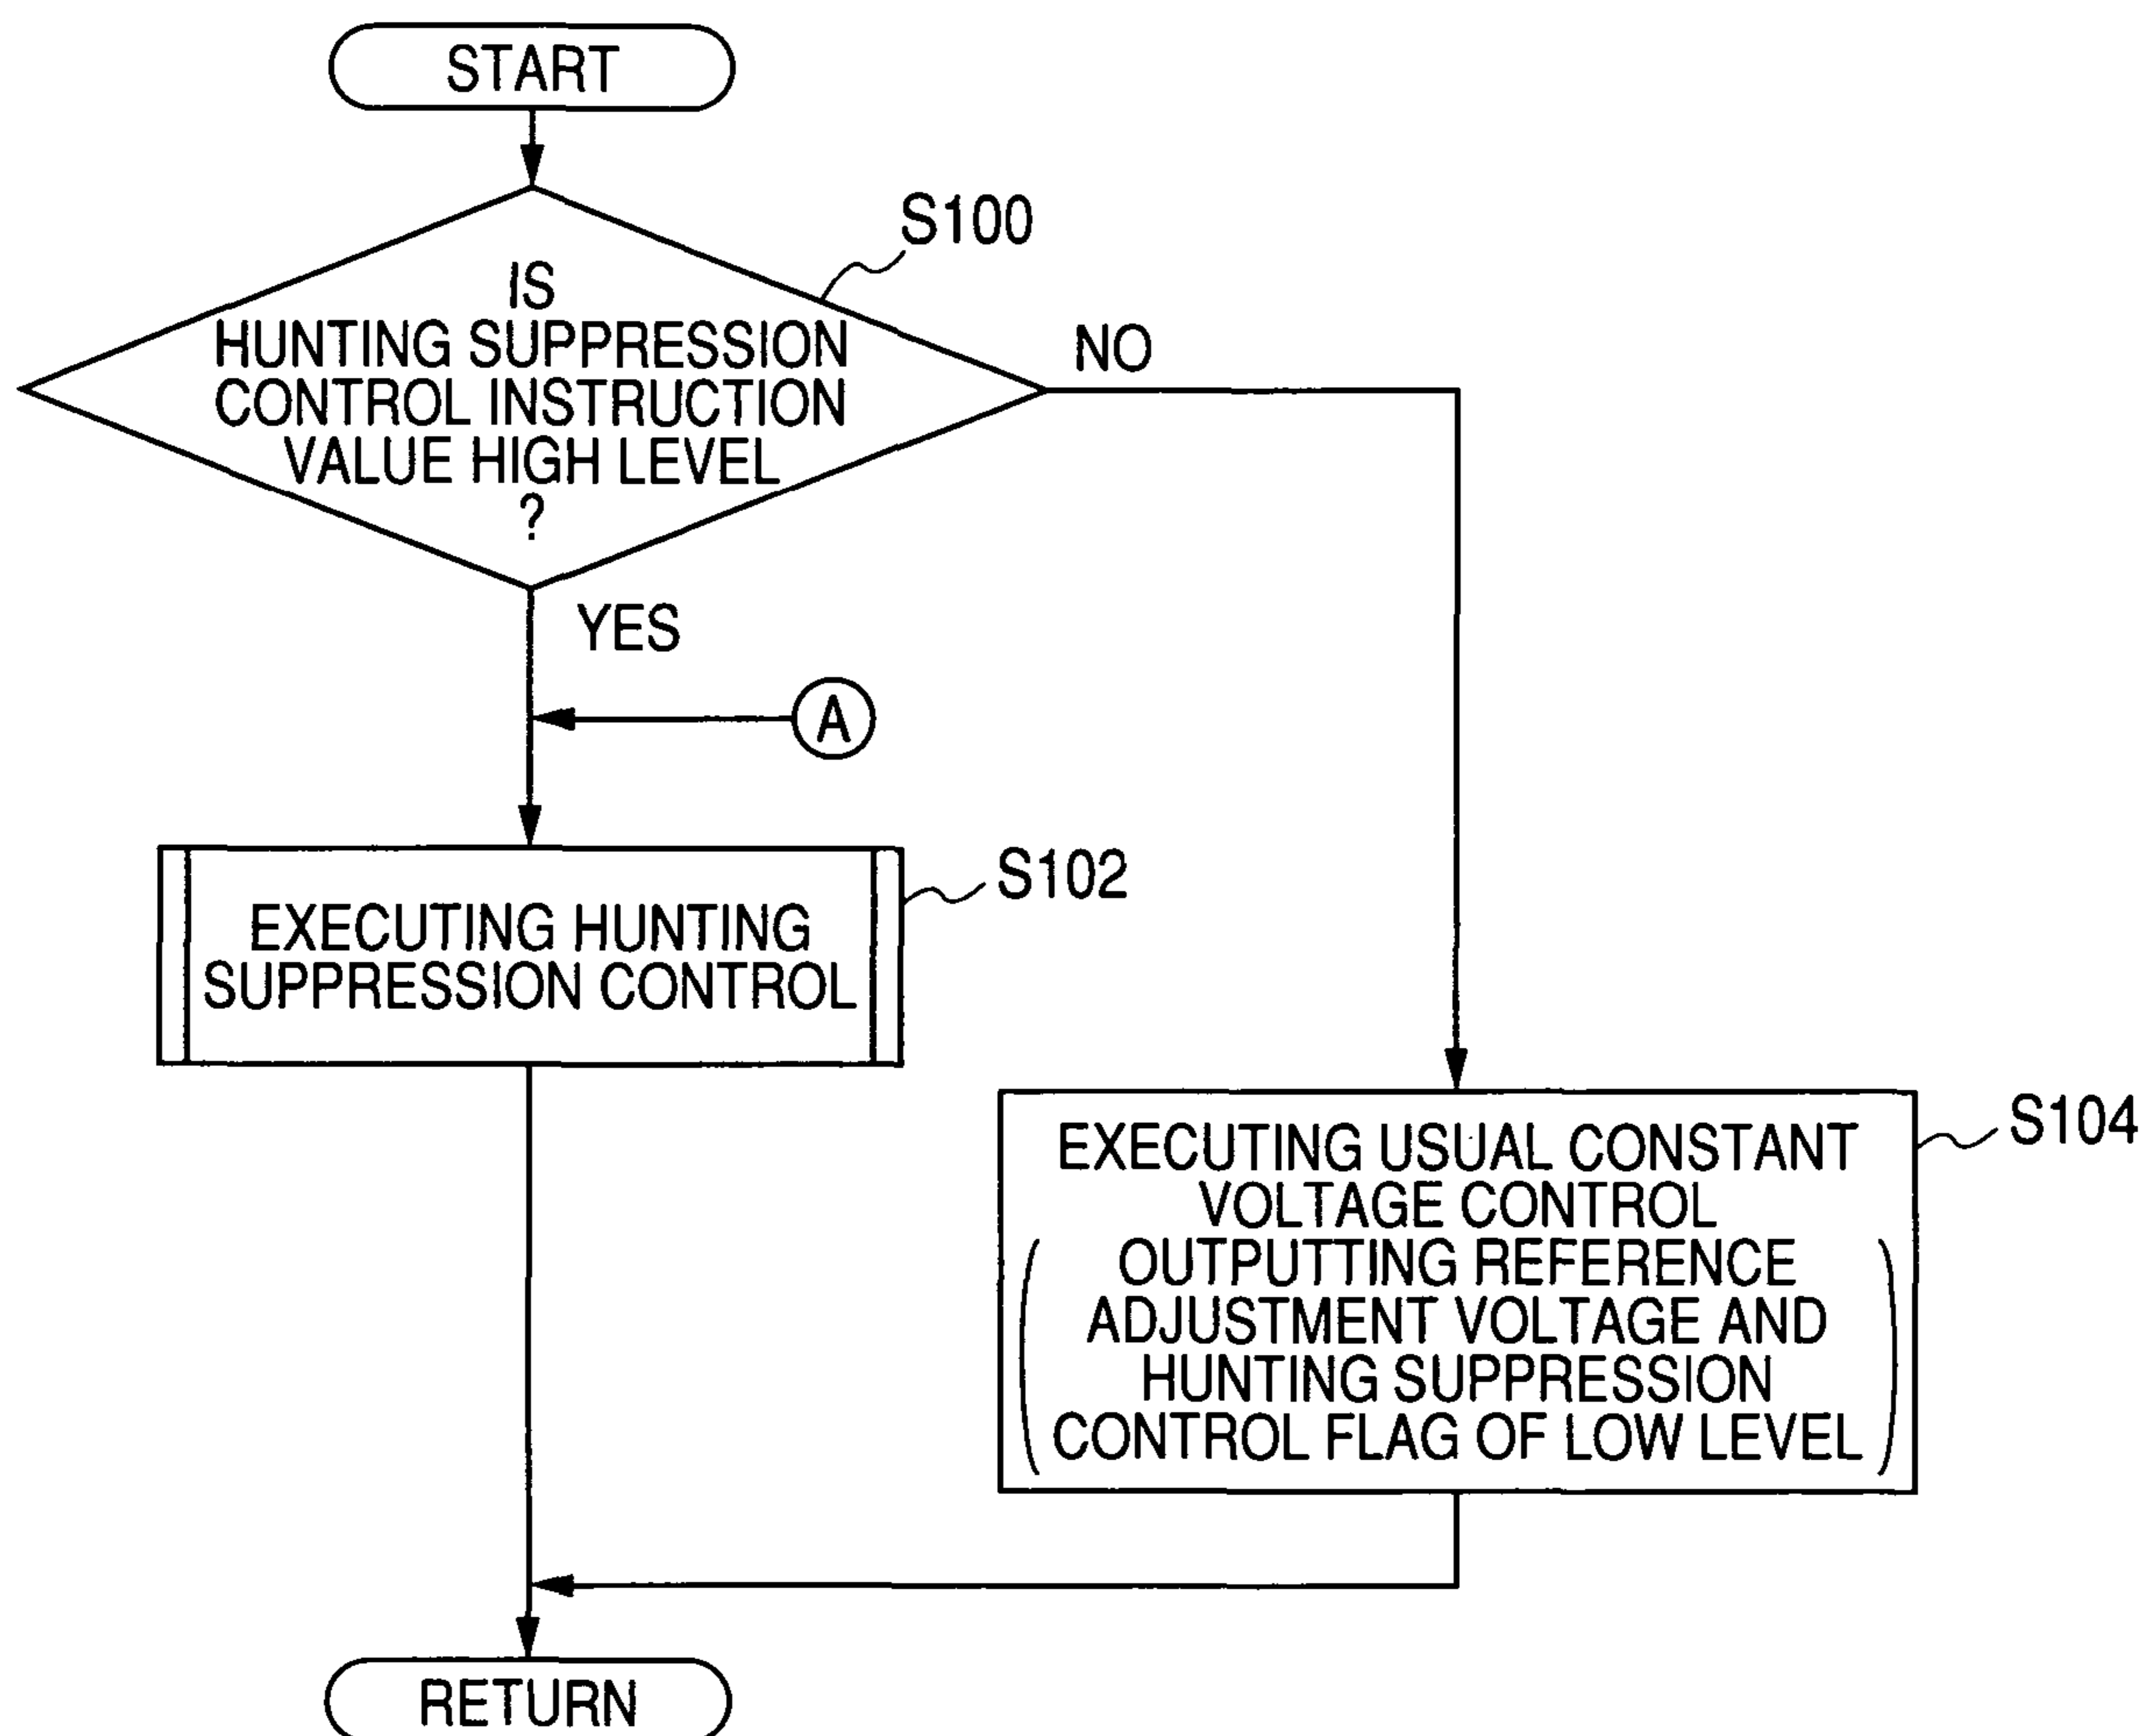 START
S100
IS
HUNTING SUPPRESSION
CONTROL INSTRUCTION
VALUE HIGH LEVEL
?
NO
YES
A
S102
EXECUTING HUNTING
SUPPRESSION CONTROL
S104
EXECUTING USUAL CONSTANT
VOLTAGE CONTROL
( OUTPUTTING REFERENCE
ADJUSTMENT VOLTAGE AND
HUNTING SUPPRESSION
CONTROL FLAG OF LOW LEVEL )
RETURN